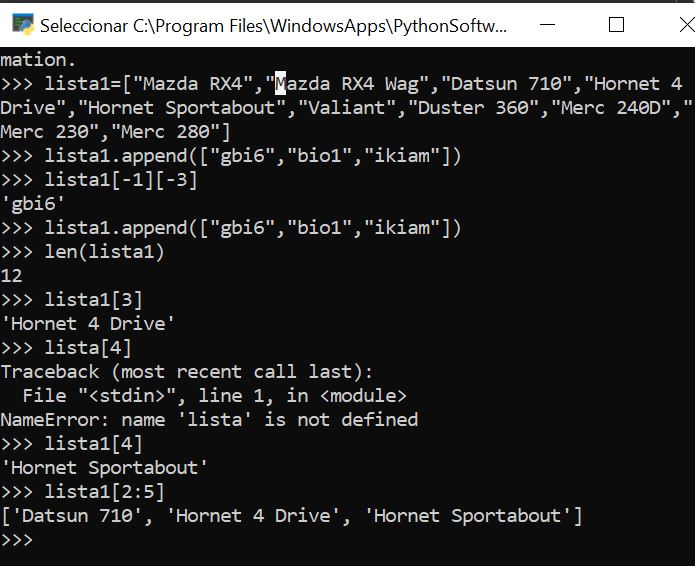 Seleccionar C:\Program Files\WindowsApps\PythonSoftw...
mation.
>>> lista1=["Mazda RX4","Mazda RX4 Wag","Datsun 710","Hornet 4
Drive","Hornet Sportabout","Valiant","Duster 360","Merc 240D","
Merc 230","Merc 280"]
>>> lista1.append(["gbi6","bio1","ikiam"])
>>> lista1[-1][-3]
'gbi6'
>>> lista1.append(["gbi6","bio1","ikiam"])
>>> len(lista1)
12
>>> lista1[3]
'Hornet 4 Drive'
>>> lista[4]
Traceback (most recent call last):
  File "<stdin>", line 1, in <module>
NameError: name 'lista' is not defined
>>> lista1[4]
'Hornet Sportabout'
>>> lista1[2:5]
['Datsun 710', 'Hornet 4 Drive', 'Hornet Sportabout']
>>>